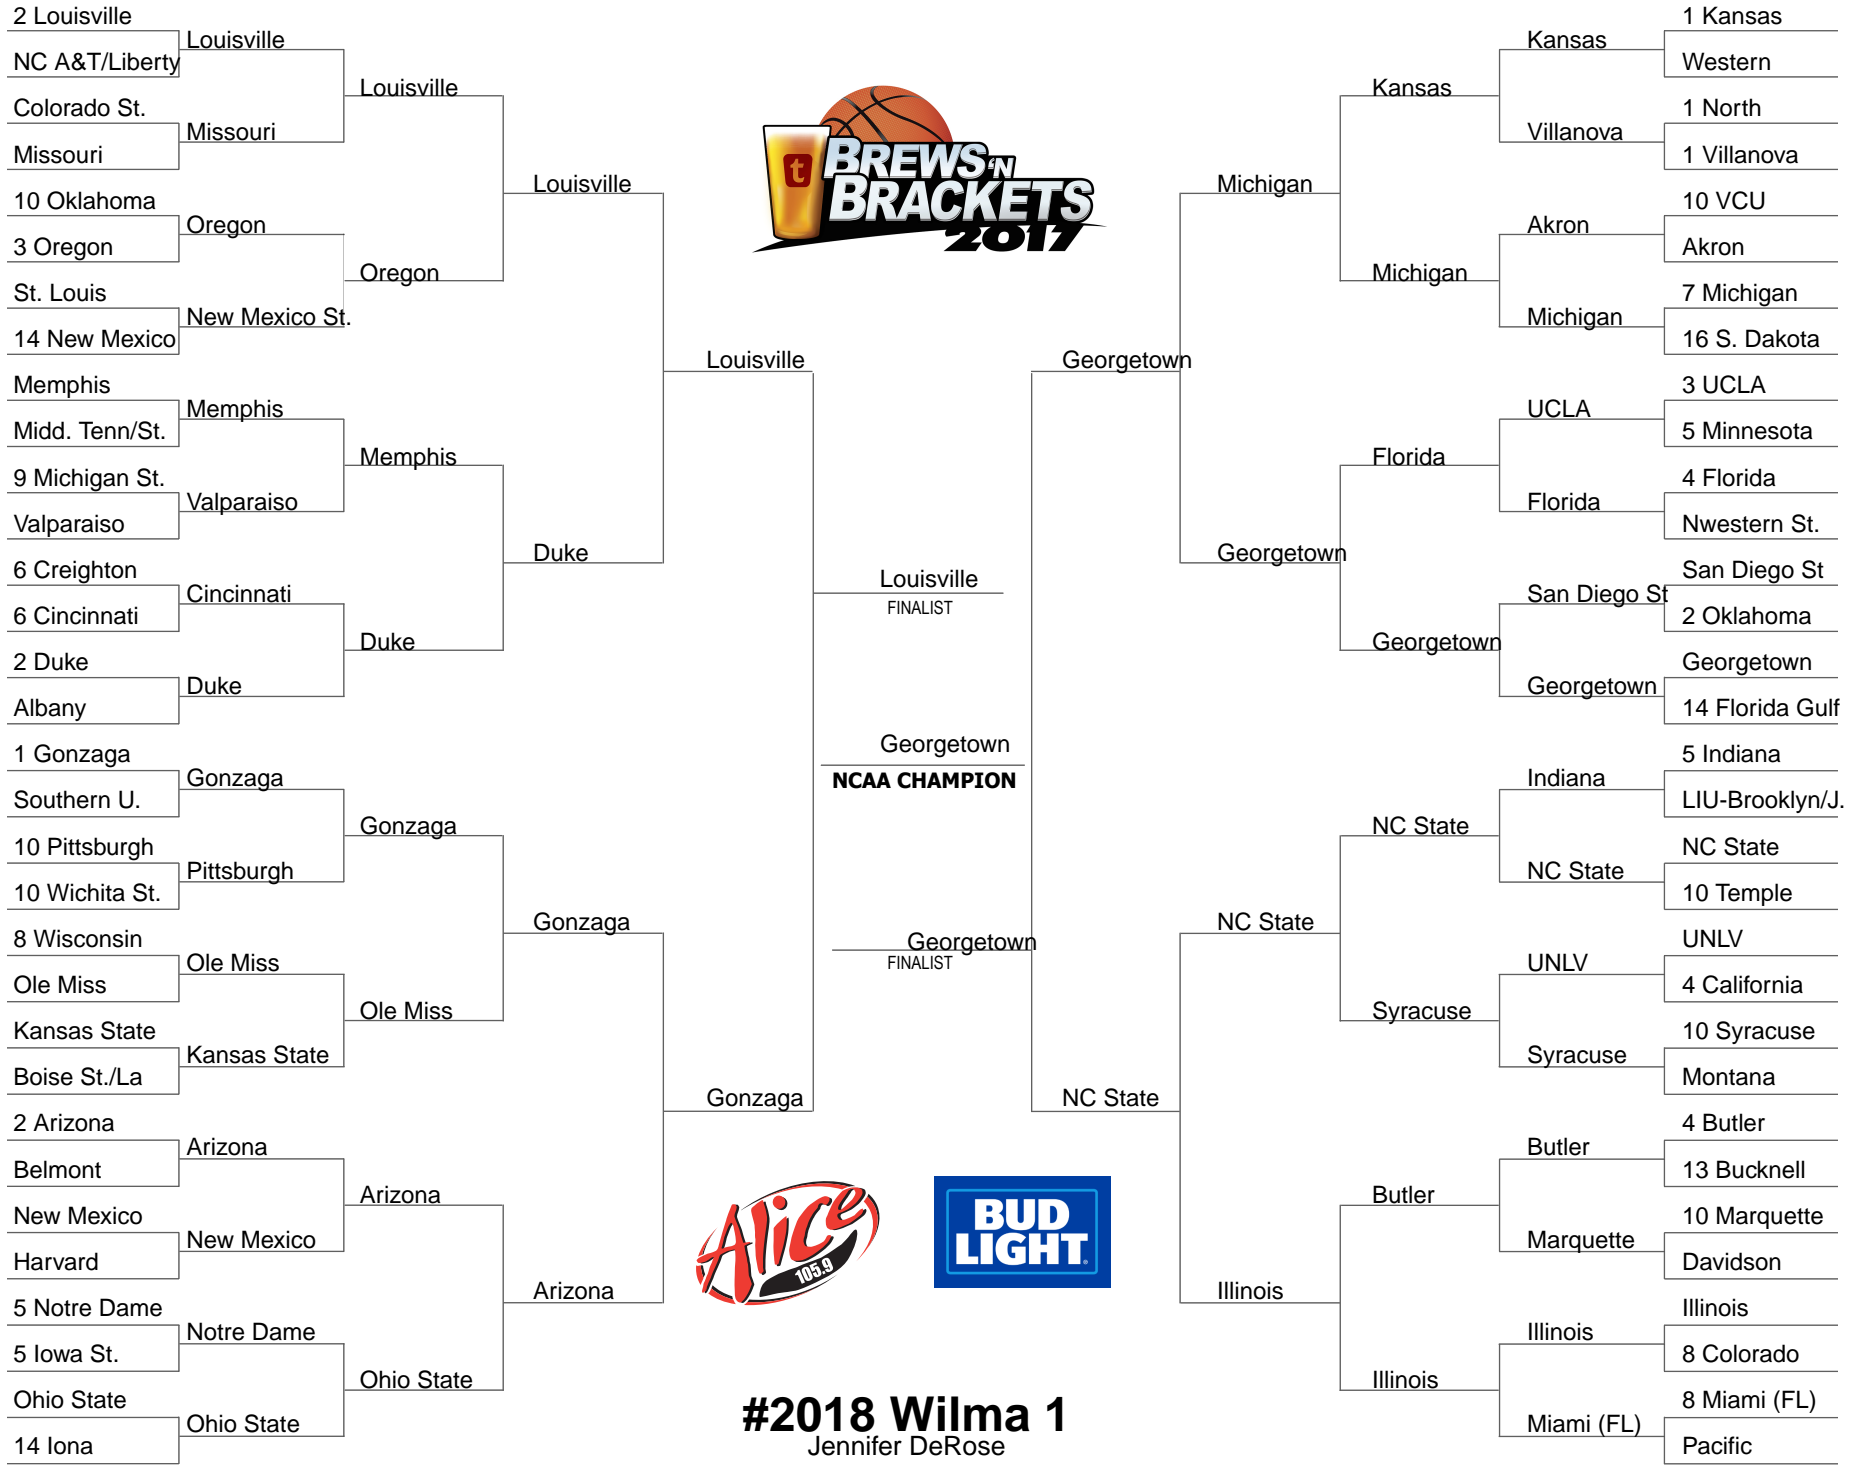 2 Louisville
NC A&T/Liberty
Colorado St.
Missouri
10 Oklahoma
3 Oregon
St. Louis
14 New Mexico
Memphis
Midd. Tenn/St.
9 Michigan St.
Valparaiso
6 Creighton
6 Cincinnati
2 Duke
Albany
1 Gonzaga
Southern U.
10 Pittsburgh
10 Wichita St.
8 Wisconsin
Ole Miss
Kansas State
Boise St./La
2 Arizona
Belmont
New Mexico
Harvard
5 Notre Dame
5 Iowa St.
Ohio State
14 Iona
Louisville
Missouri
Oregon
New Mexico St.
Memphis
Valparaiso
Cincinnati
Duke
Gonzaga
Pittsburgh
Ole Miss
Kansas State
Arizona
New Mexico
Notre Dame
Ohio State
Louisville
Oregon
Memphis
Duke
Gonzaga
Ole Miss
Arizona
Ohio State
Louisville
Duke
Gonzaga
Arizona
Louisville
Gonzaga
t
BREWS 'N
BRACKETS
2017
Louisville
FINALIST
Georgetown
NCAA CHAMPION
Georgetown
FINALIST
Alice
105.9
BUD
LIGHT
#2018 Wilma 1
Jennifer DeRose
Georgetown
NC State
Michigan
Georgetown
NC State
Illinois
Kansas
Michigan
Florida
Georgetown
NC State
Syracuse
Butler
Illinois
Kansas
Villanova
Akron
Michigan
UCLA
Florida
San Diego St
Georgetown
Indiana
NC State
UNLV
Syracuse
Butler
Marquette
Illinois
Miami (FL)
1 Kansas
Western
1 North
1 Villanova
10 VCU
Akron
7 Michigan
16 S. Dakota
3 UCLA
5 Minnesota
4 Florida
Nwestern St.
San Diego St
2 Oklahoma
Georgetown
14 Florida Gulf
5 Indiana
LIU-Brooklyn/J.
NC State
10 Temple
UNLV
4 California
10 Syracuse
Montana
4 Butler
13 Bucknell
10 Marquette
Davidson
Illinois
8 Colorado
8 Miami (FL)
Pacific